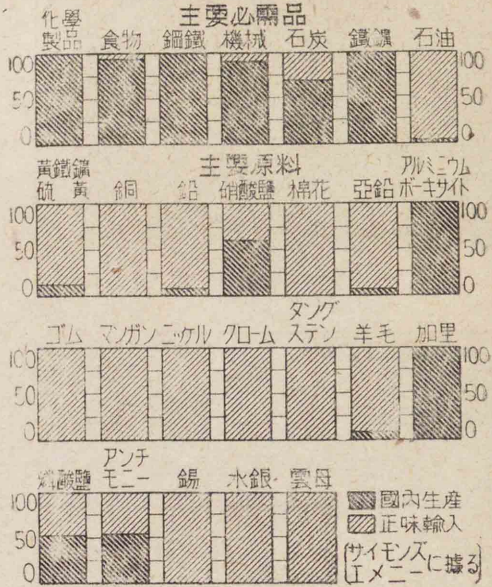 主要必需品
化學製品 食物 鋼鐵 機械 石炭 鐵鑛 石油
100 100
50 50
0 0
主要原料
黃鐵鑛硫黃 銅 鉛 硝酸鹽 棉花 亞鉛 アルミニウムボーキサイト
100 100
50 50
0 0
ゴム マンガン ニッケル クローム タングステン 羊毛 加里
100 100
50 50
0 0
燐酸鹽 アンチモニー 錫 水銀 雲母
100
50
0
國內生産
正味輸入
(サイモンズエメニーに據る)